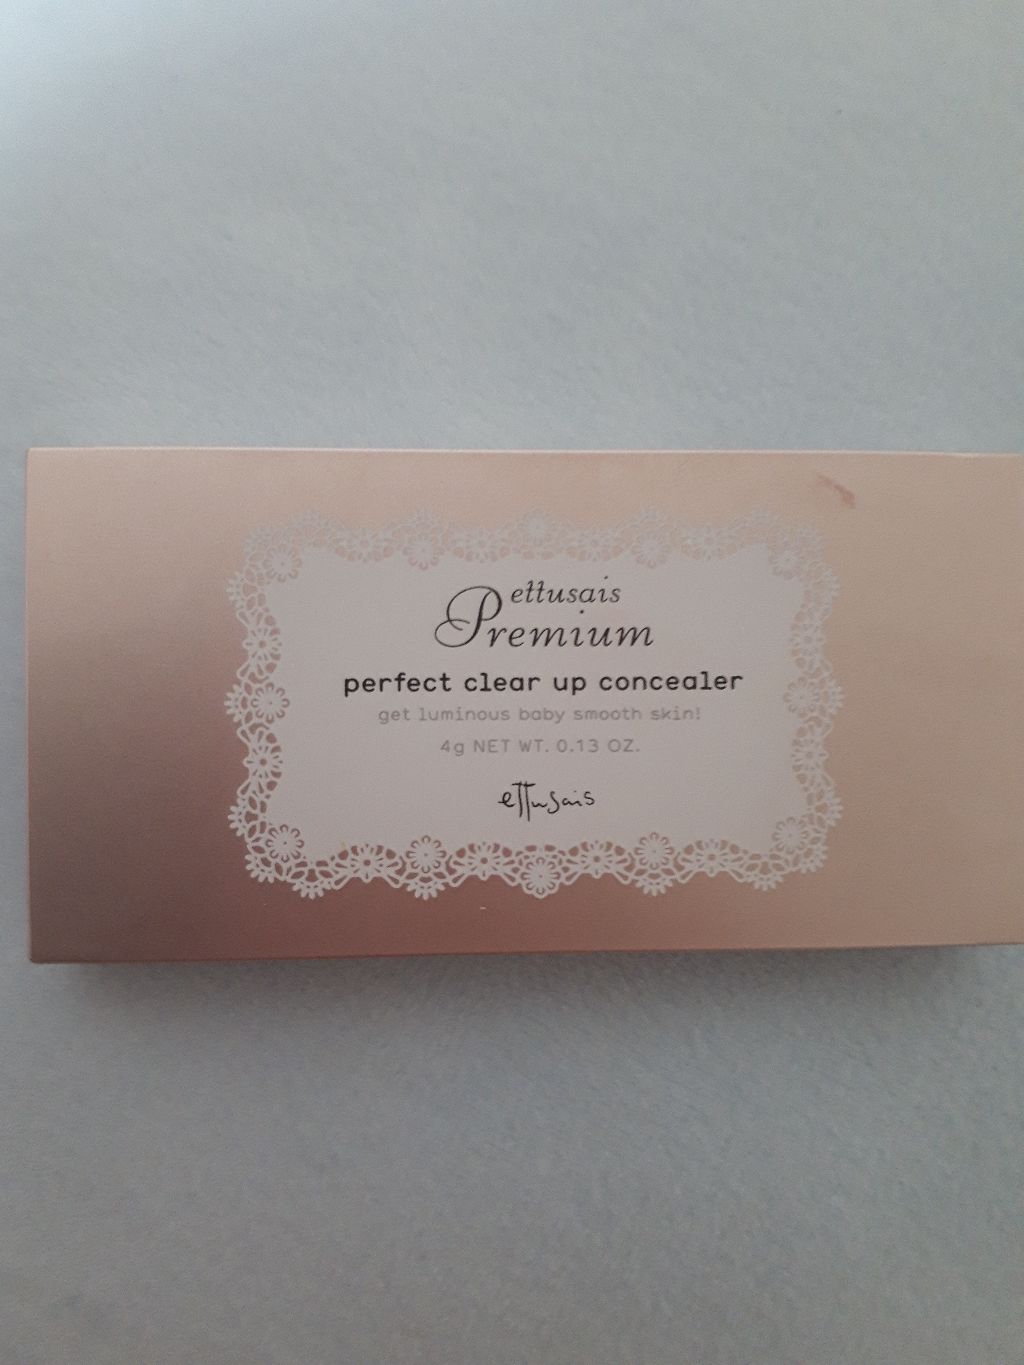 ettusais
Premium
perfect clear up concealer
get luminous baby smooth skin!
4g NET WT. 0.13 OZ.
ettusais